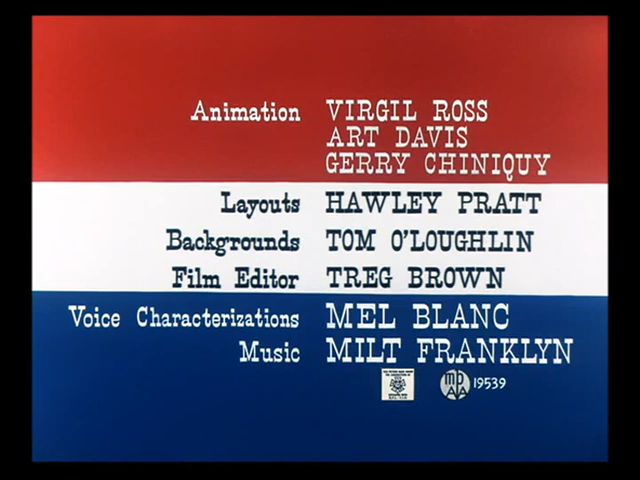 Animation VIRGIL ROSS
ART DAVIS
GERRY CHINIQUY
Layouts HAWLEY PRATT
Backgrounds TOM O'LOUGHLIN
Film Editor TREG BROWN
Voice Characterizations MEL BLANC
Music MILT FRANKLYN
MPAA 19539